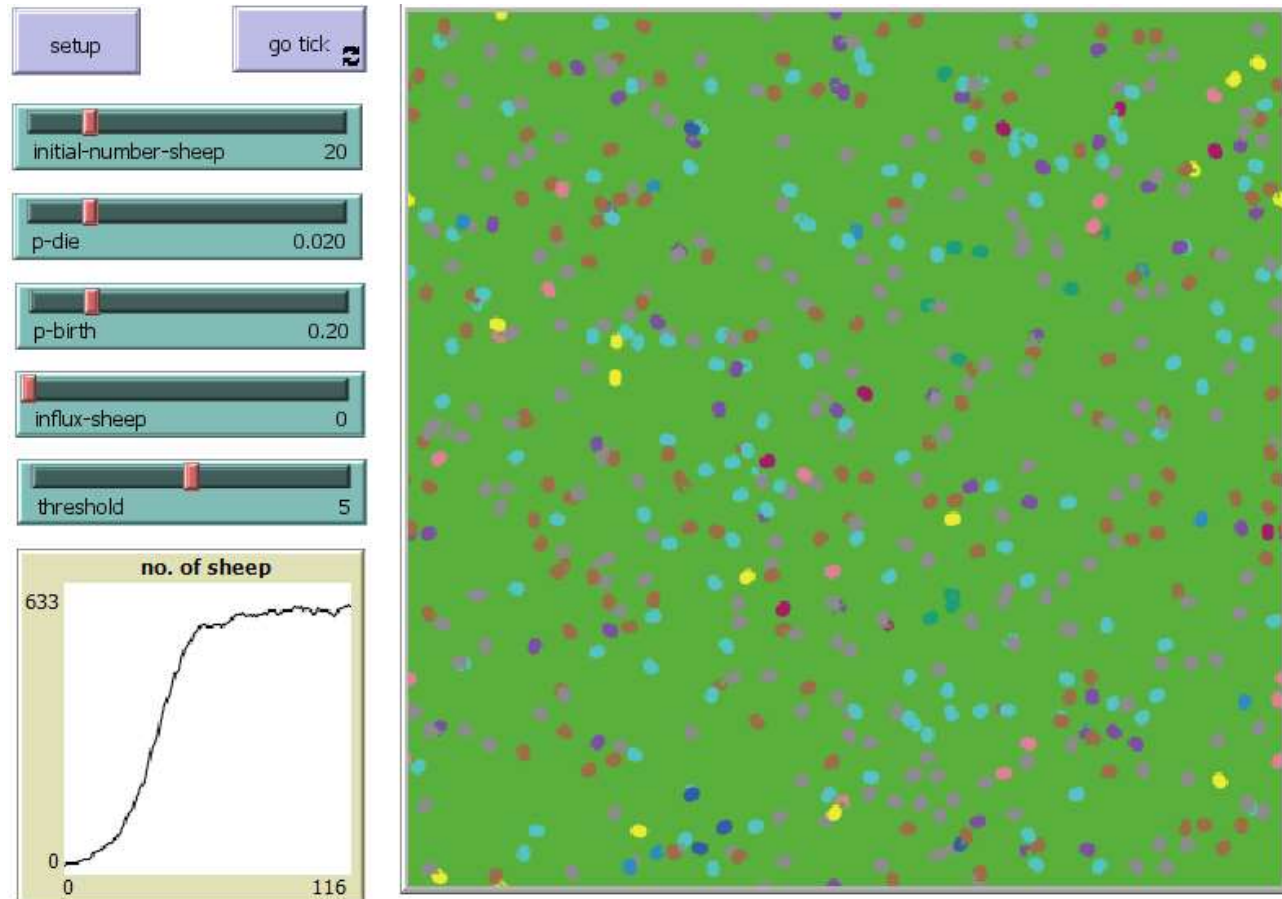 setup
go tick
initial-number-sheep 20
p-die 0.020
p-birth 0.20
influx-sheep 0
threshold 5
no. of sheep
633
0
0 116